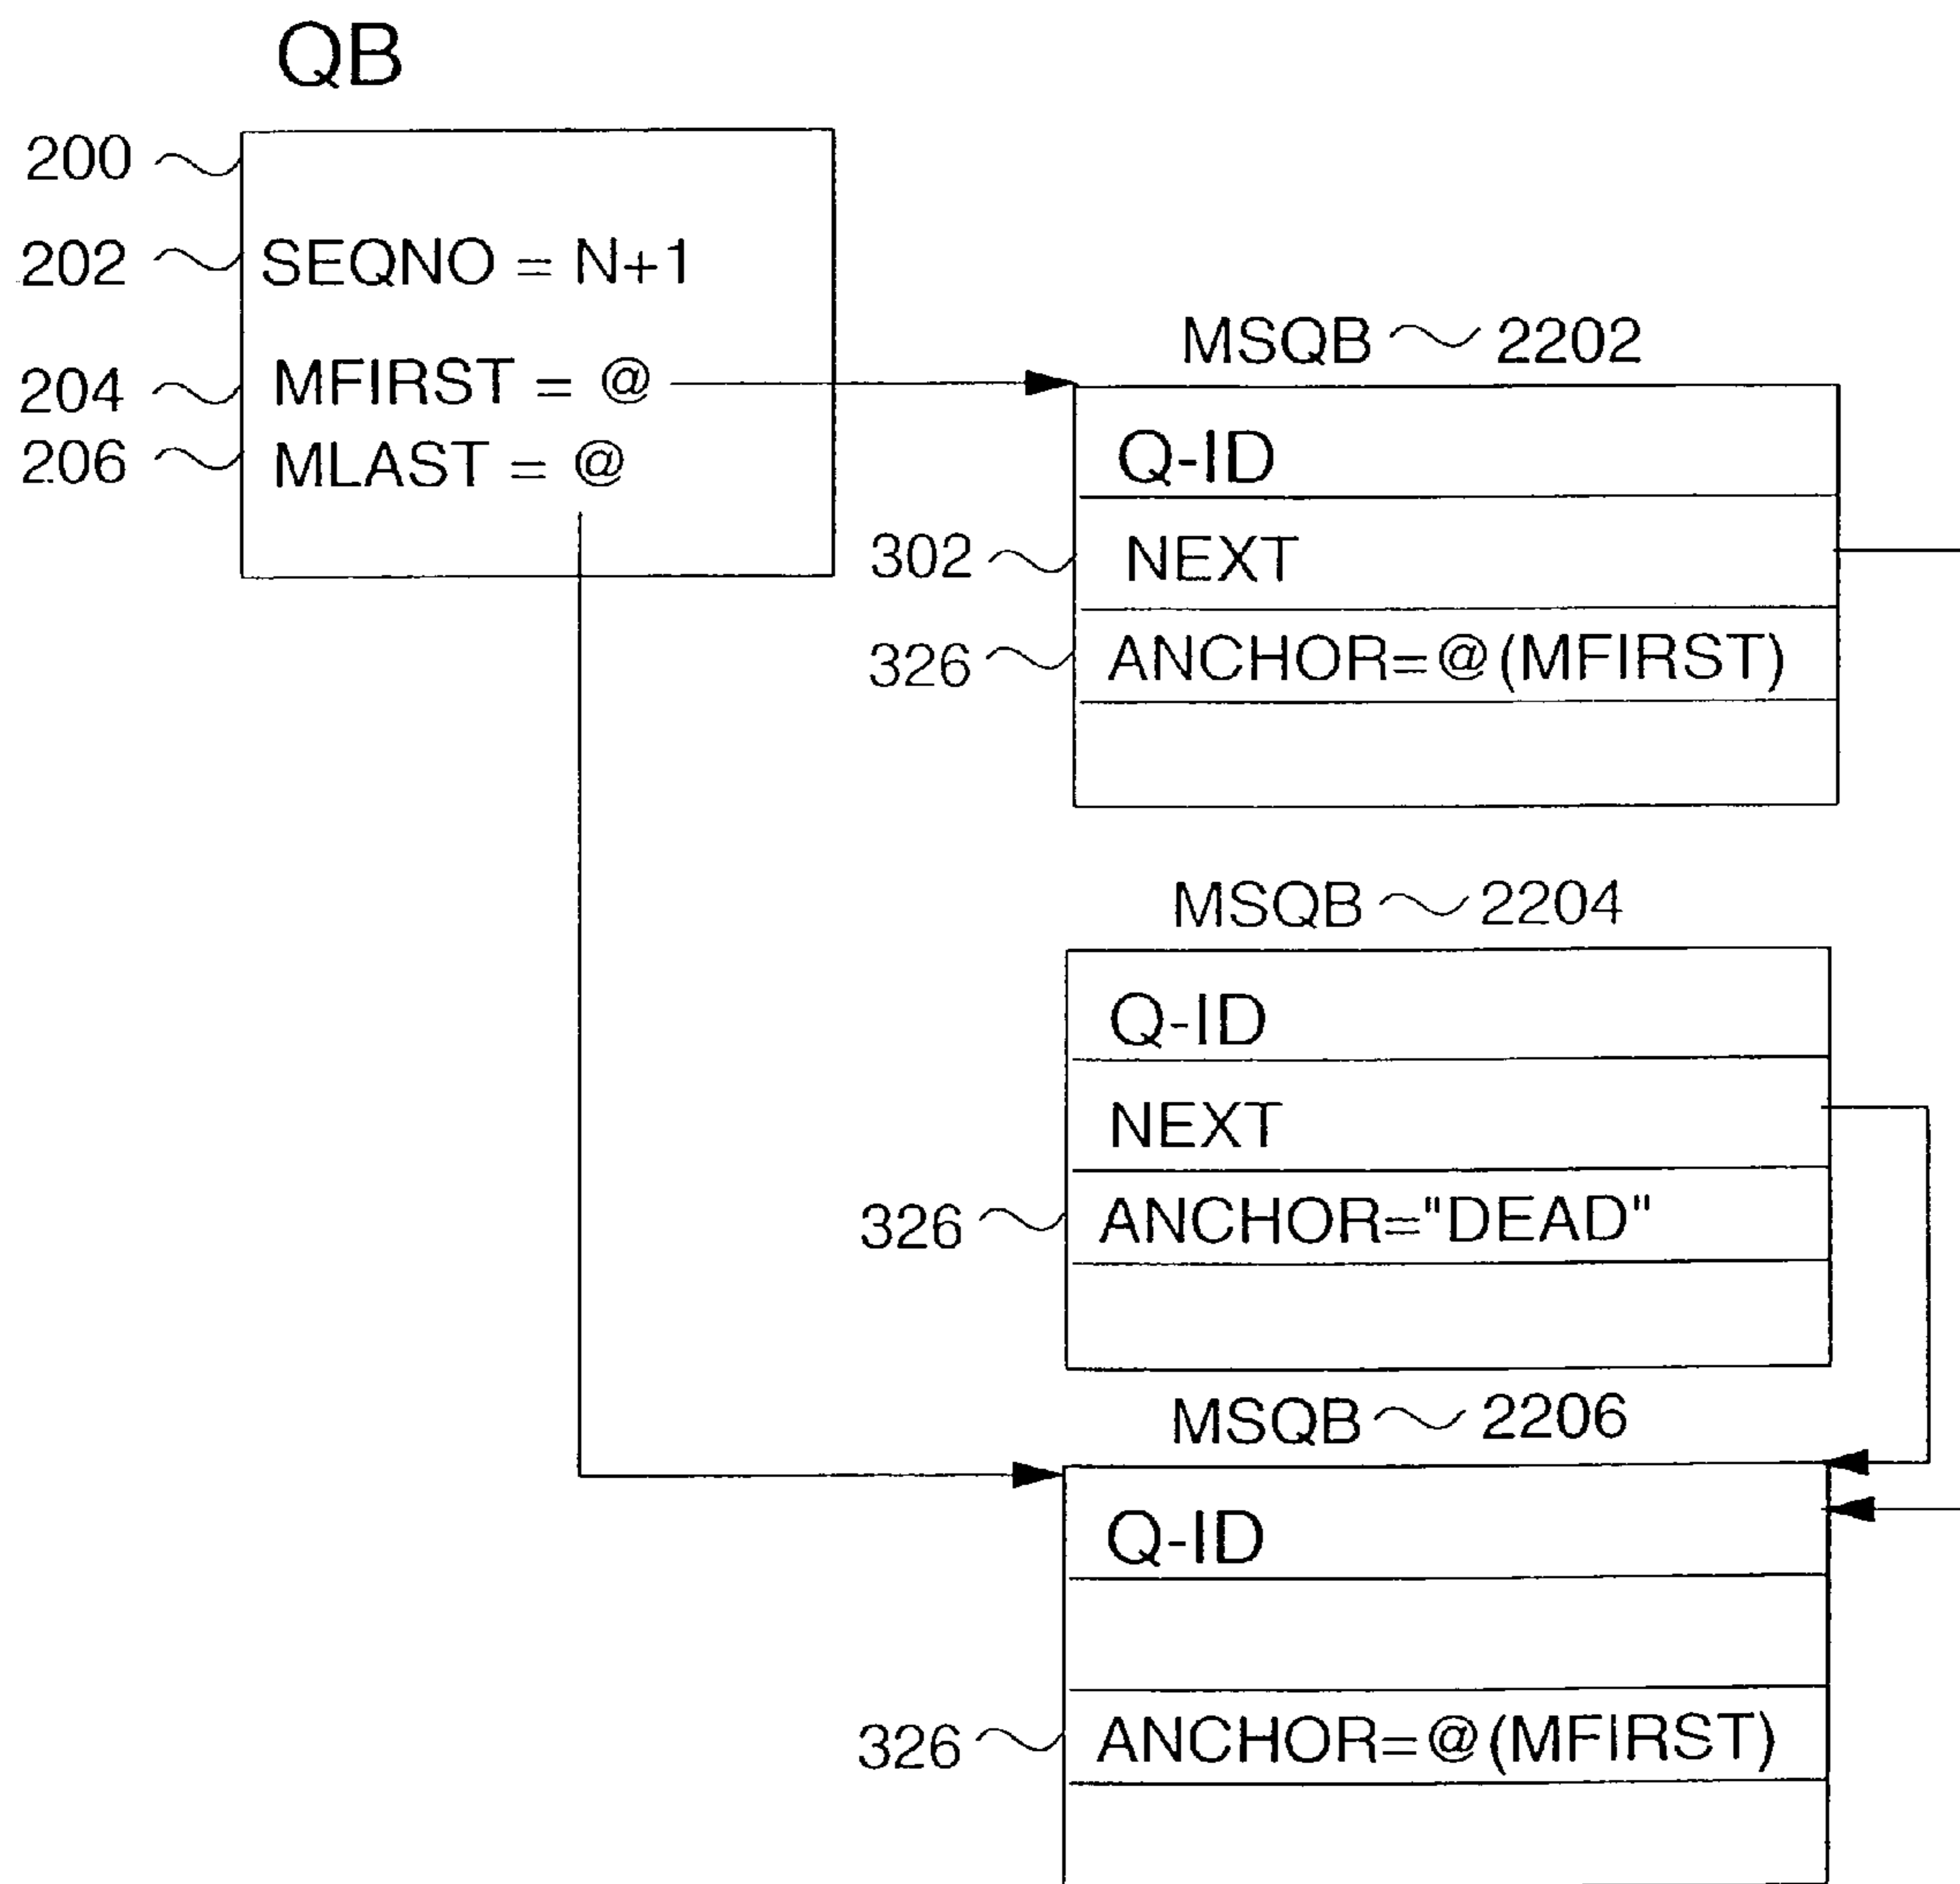 QB
200
202 SEQNO = N+1
204 MFIRST = @
206 MLAST = @
MSQB 2202
Q-ID
302 NEXT
326 ANCHOR=@(MFIRST)
MSQB 2204
Q-ID
NEXT
326 ANCHOR="DEAD"
MSQB 2206
Q-ID
326 ANCHOR=@(MFIRST)